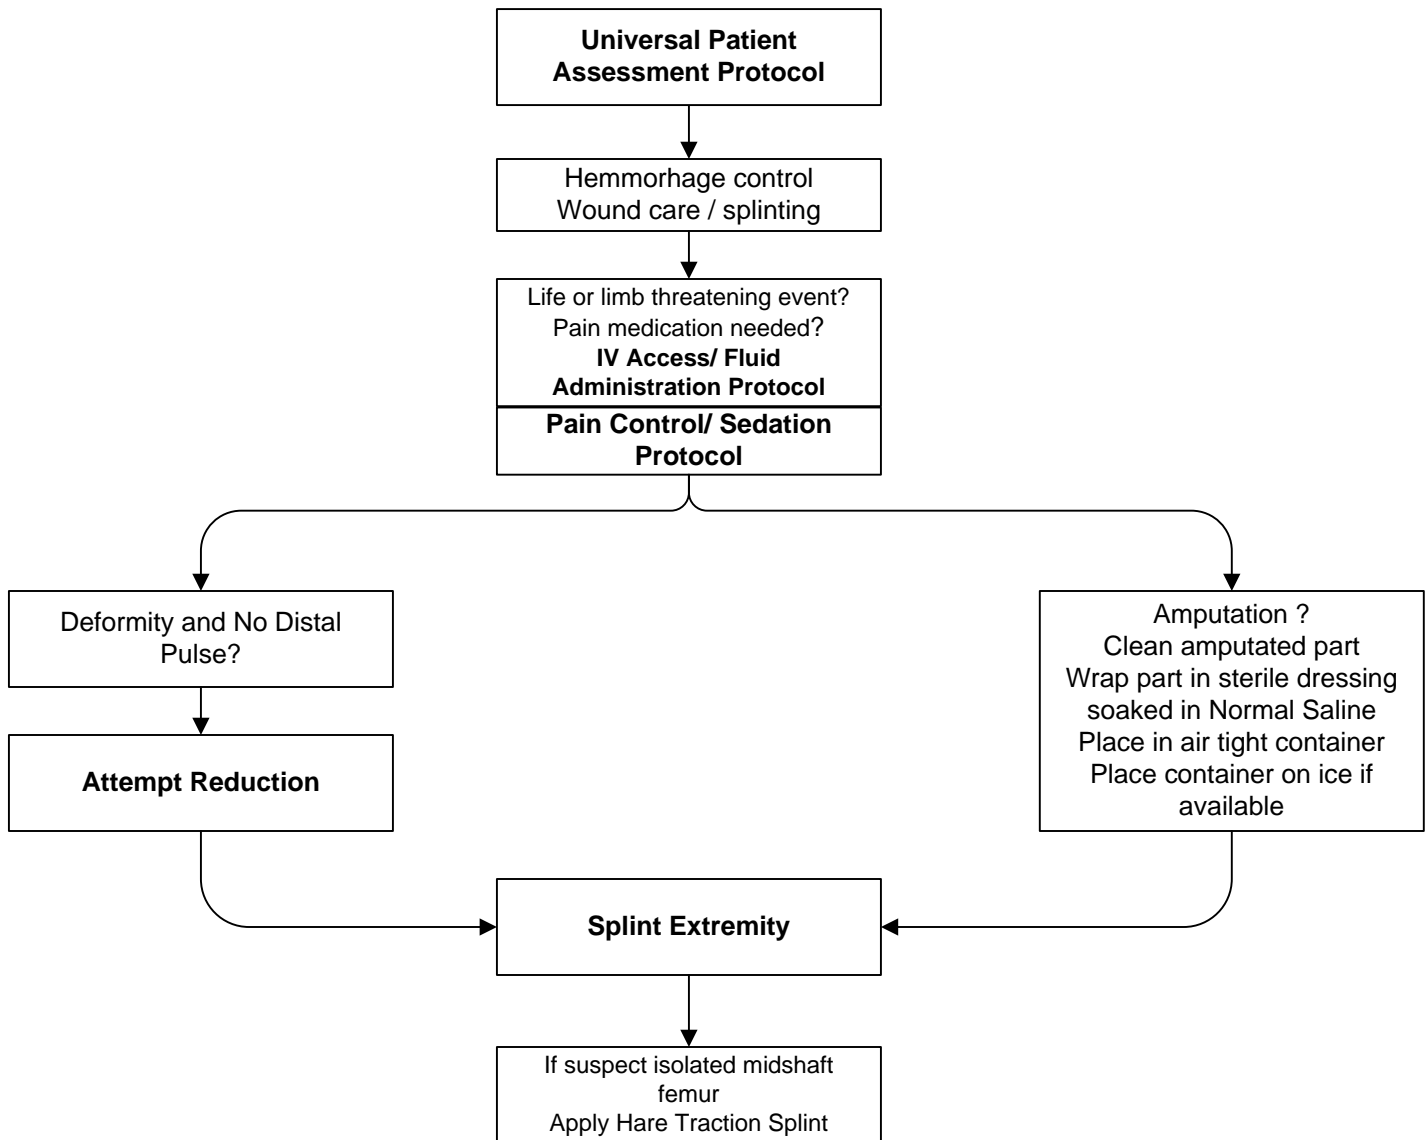 Universal Patient
Assessment Protocol
Hemmorhage control
Wound care / splinting
Life or limb threatening event?
Pain medication needed?
IV Access/ Fluid
Administration Protocol
Pain Control/ Sedation
Protocol
Deformity and No Distal
Pulse?
Attempt Reduction
Amputation ?
Clean amputated part
Wrap part in sterile dressing
soaked in Normal Saline
Place in air tight container
Place container on ice if
available
Splint Extremity
If suspect isolated midshaft
femur
Apply Hare Traction Splint